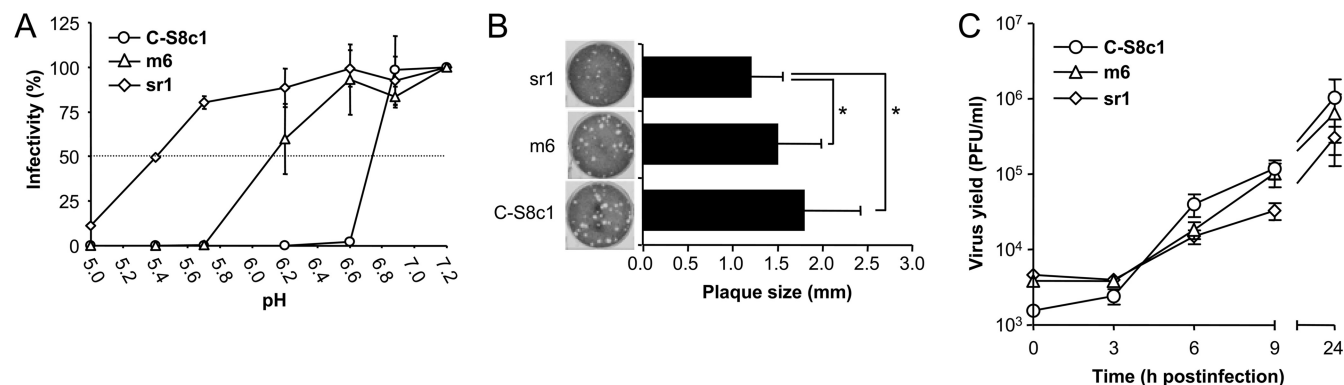 A
125
100
75
50
25
0
Infectivity (%)
C-S8c1
m6
sr1
5.0
5.2
5.4
5.6
5.8
6.0
6.2
6.4
6.6
6.8
7.0
7.2
pH
B
sr1
m6
C-S8c1
*
*
0.0
0.5
1.0
1.5
2.0
2.5
3.0
Plaque size (mm)
C
10⁷
10⁶
10⁵
10⁴
10³
Virus yield (PFU/ml)
C-S8c1
m6
sr1
0
3
6
9
24
Time (h postinfection)